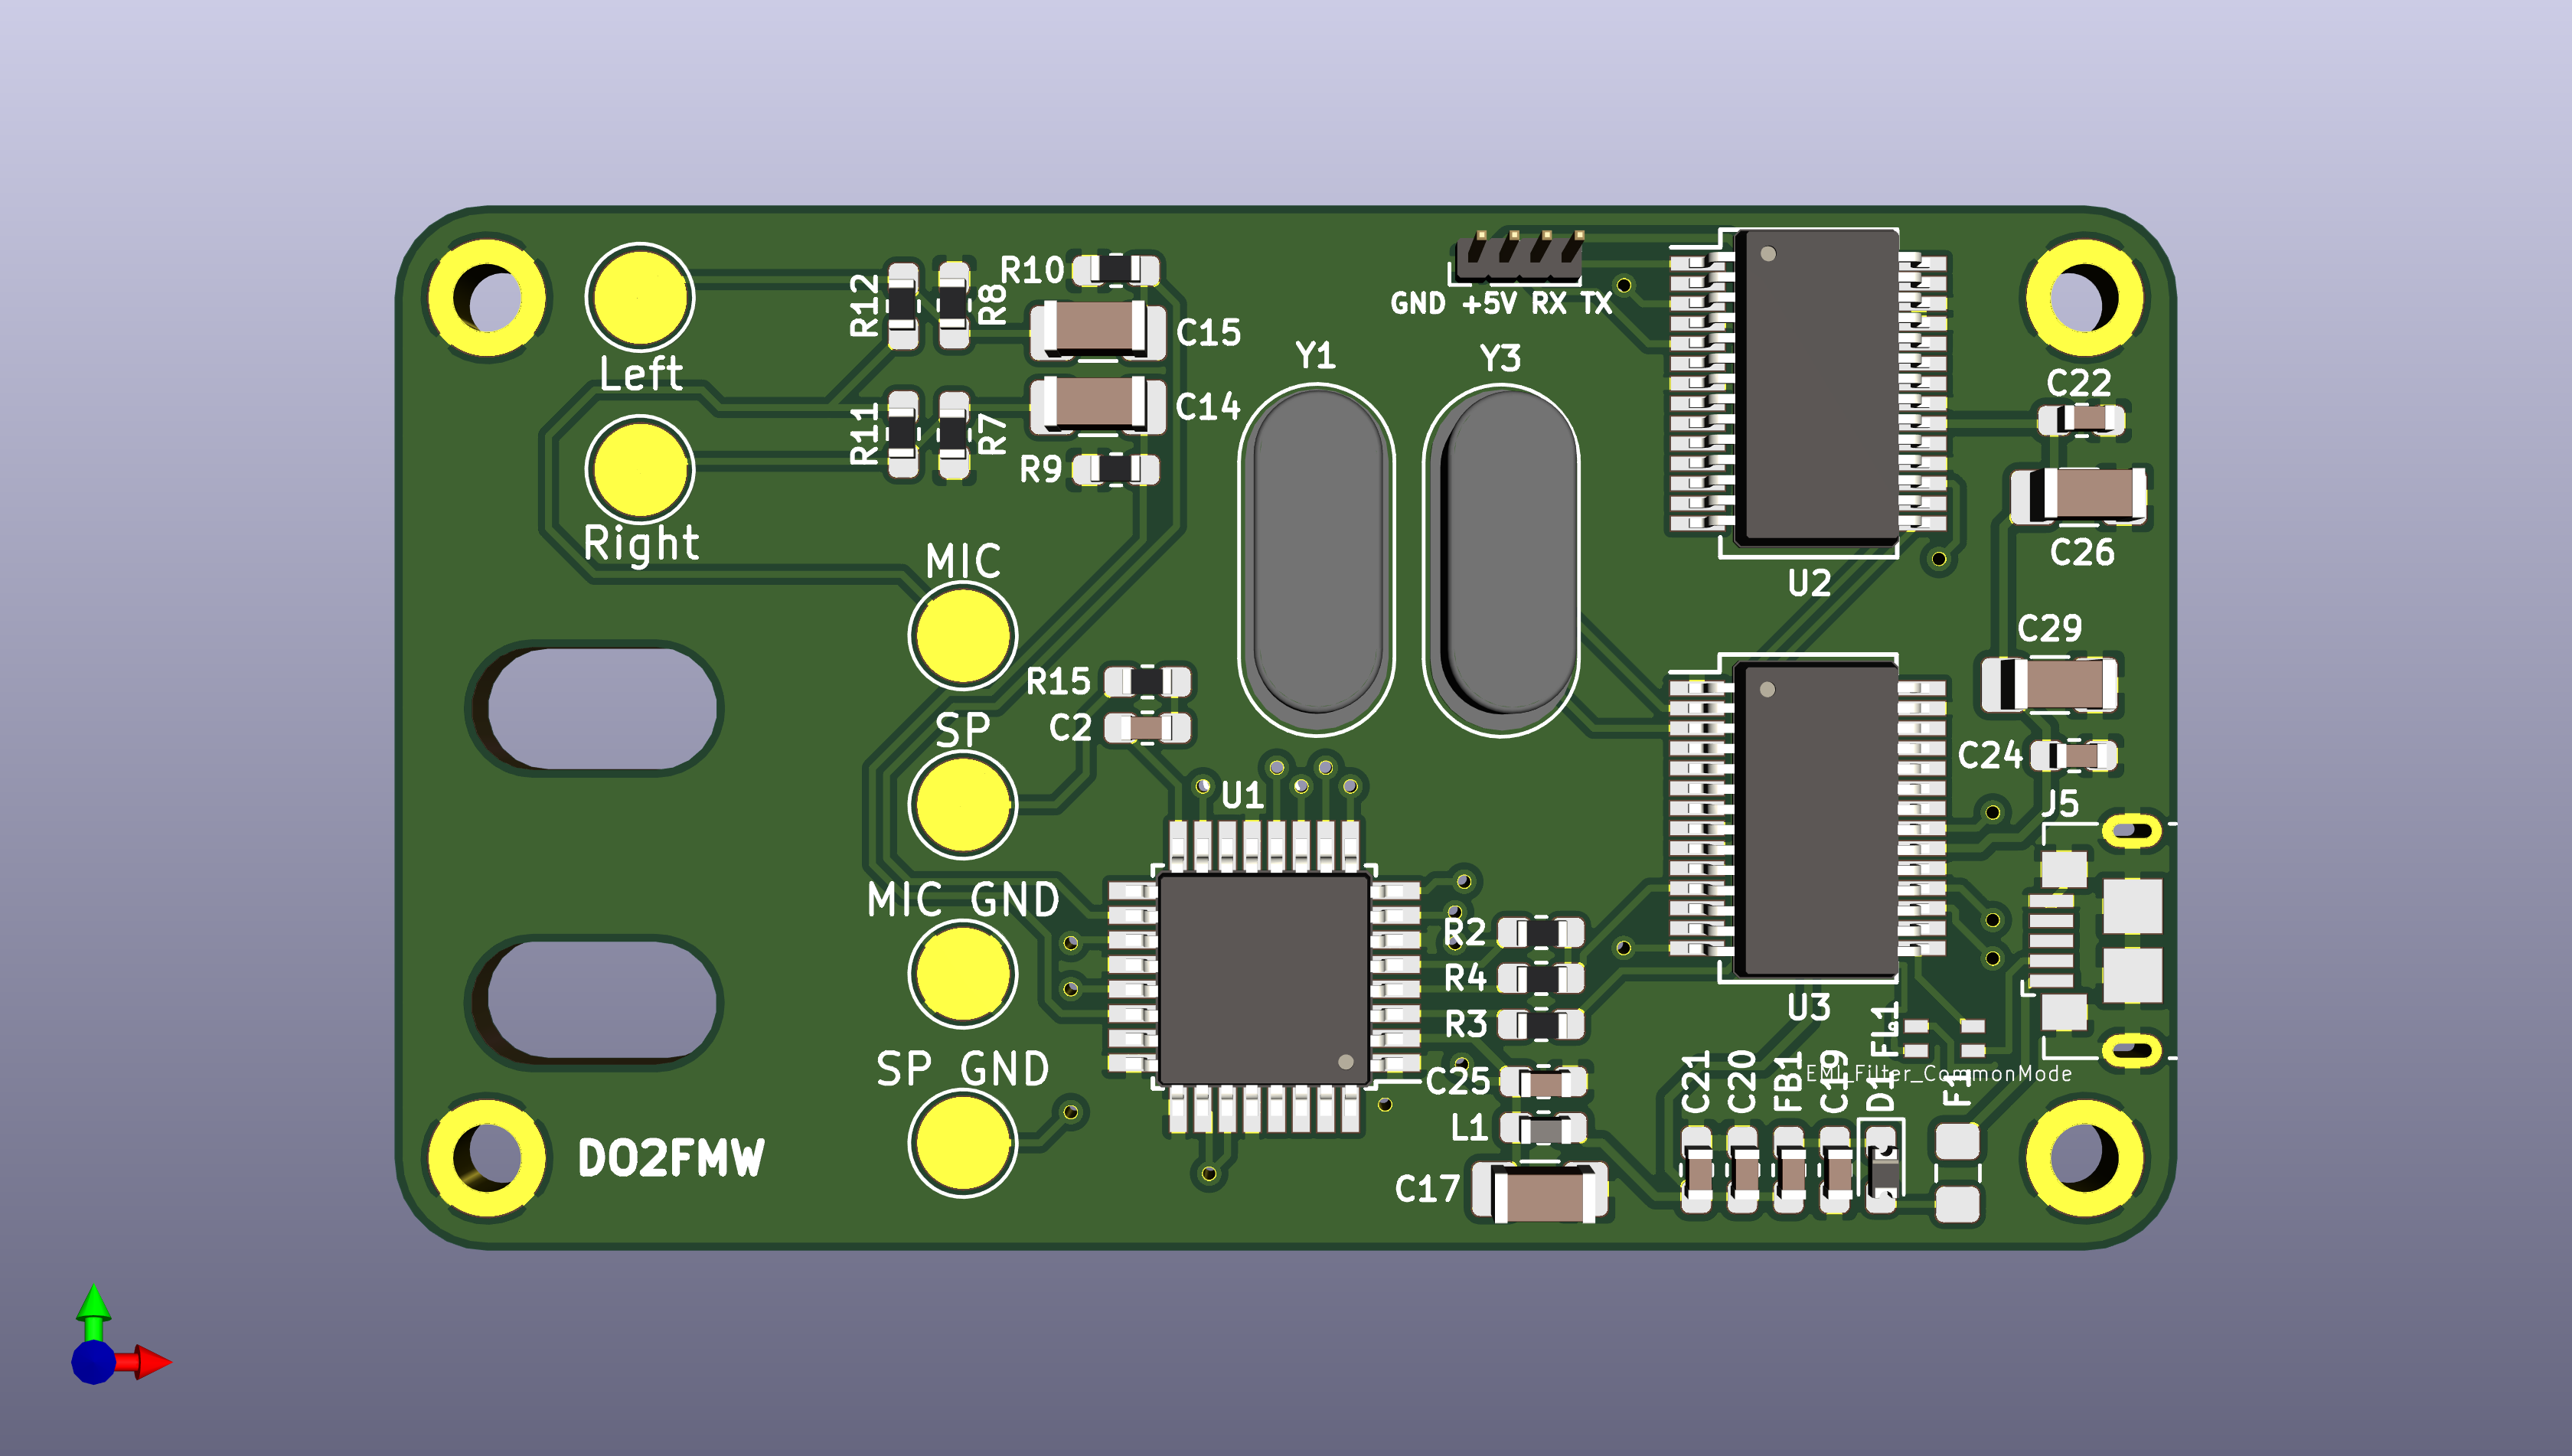 R10
R12
R8
C15
GND +5V RX TX
Left
Y1
Y3
C22
C14
R11
R7
R9
Right
MIC
C26
U2
C29
R15
C2
SP
C24
U1
J5
MIC GND
R2
R4
R3
U3
FL1
SP GND
C25
EMI_Filter_CommonMode
C21
C20
FB1
C19
D1
F1
L1
DO2FMW
C17